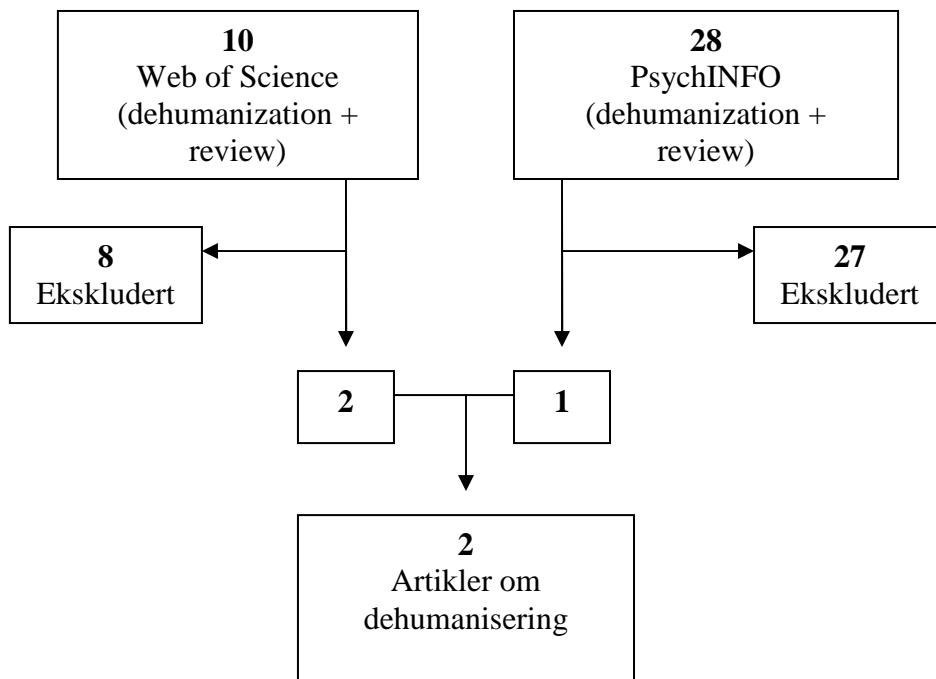 10
Web of Science
(dehumanization +
review)
28
PsychINFO
(dehumanization +
review)
8
Ekskludert
27
Ekskludert
2
1
2
Artikler om
dehumanisering